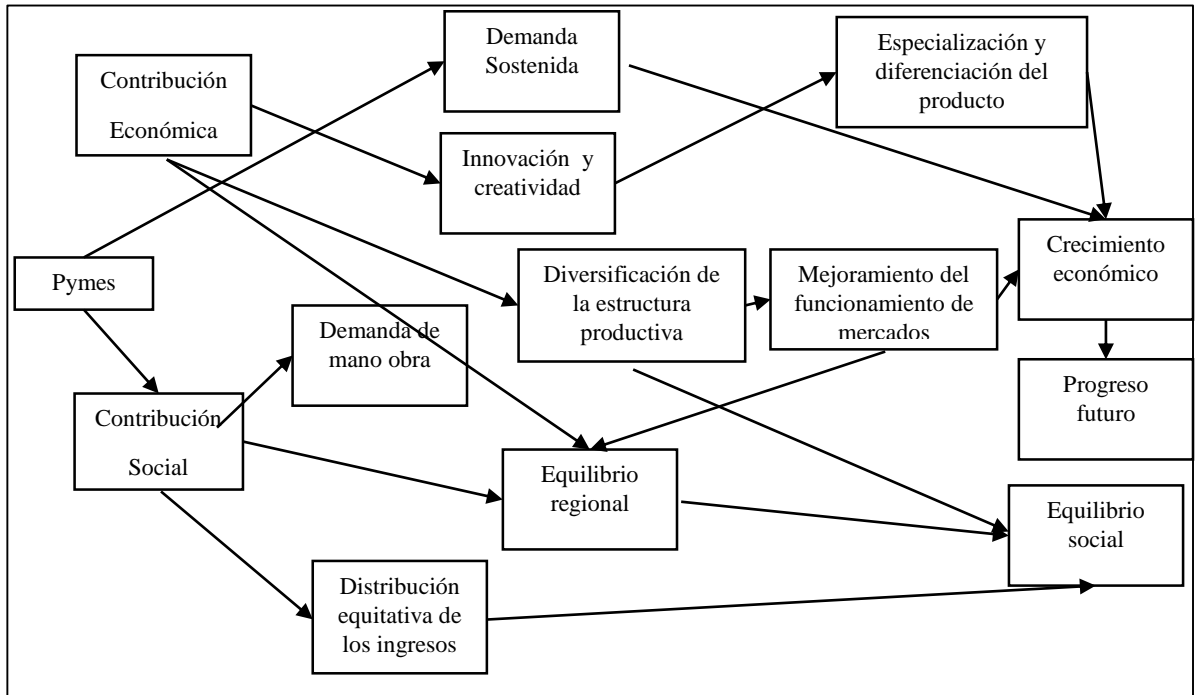 Contribución
Económica
Demanda
Sostenida
Especialización y
diferenciación del
producto
Innovación y
creatividad
Pymes
Diversificación de
la estructura
productiva
Mejoramiento del
funcionamiento de
mercados
Crecimiento
económico
Demanda de
mano obra
Progreso
futuro
Contribución
Social
Equilibrio
regional
Equilibrio
social
Distribución
equitativa de
los ingresos